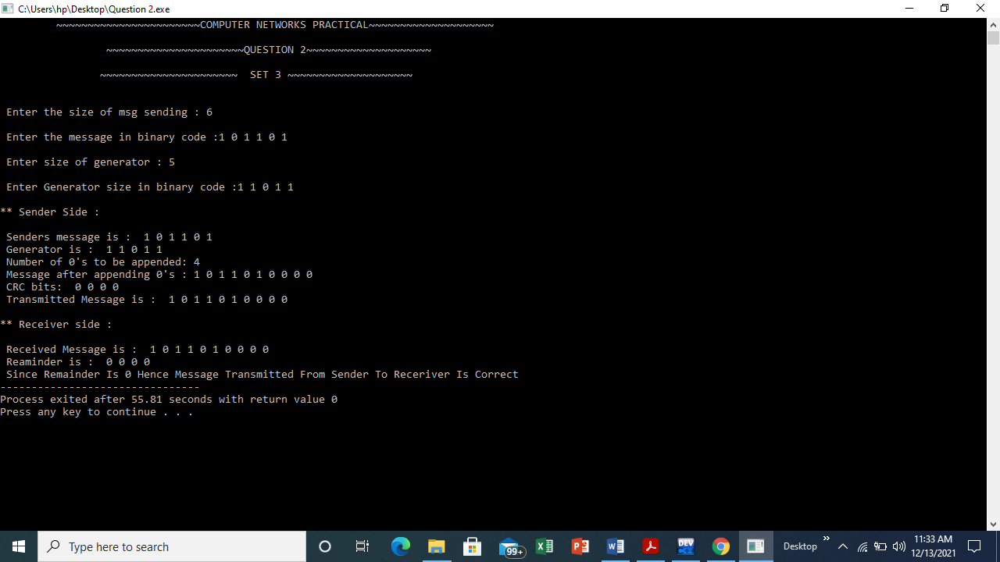 C:\Users\hp\Desktop\Question 2.exe
~~~~~~~~~~~~~~~~~~~~~~~COMPUTER NETWORKS PRACTICAL~~~~~~~~~~~~~~~~~~~~
~~~~~~~~~~~~~~~~~~~~~~QUESTION 2~~~~~~~~~~~~~~~~~~~~
~~~~~~~~~~~~~~~~~~~~~~  SET 3 ~~~~~~~~~~~~~~~~~~~~
Enter the size of msg sending : 6
Enter the message in binary code :1 0 1 1 0 1
Enter size of generator : 5
Enter Generator size in binary code :1 1 0 1 1
** Sender Side :
Senders message is :  1 0 1 1 0 1
Generator is :  1 1 0 1 1
Number of 0's to be appended: 4
Message after appending 0's : 1 0 1 1 0 1 0 0 0 0
CRC bits:  0 0 0 0
Transmitted Message is :  1 0 1 1 0 1 0 0 0 0
** Receiver side :
Received Message is :  1 0 1 1 0 1 0 0 0 0
Reaminder is :  0 0 0 0
Since Remainder Is 0 Hence Message Transmitted From Sender To Receriver Is Correct
--------------------------------
Process exited after 55.81 seconds with return value 0
Press any key to continue . . .
Type here to search
99+
DEV
Desktop
11:33 AM
12/13/2021